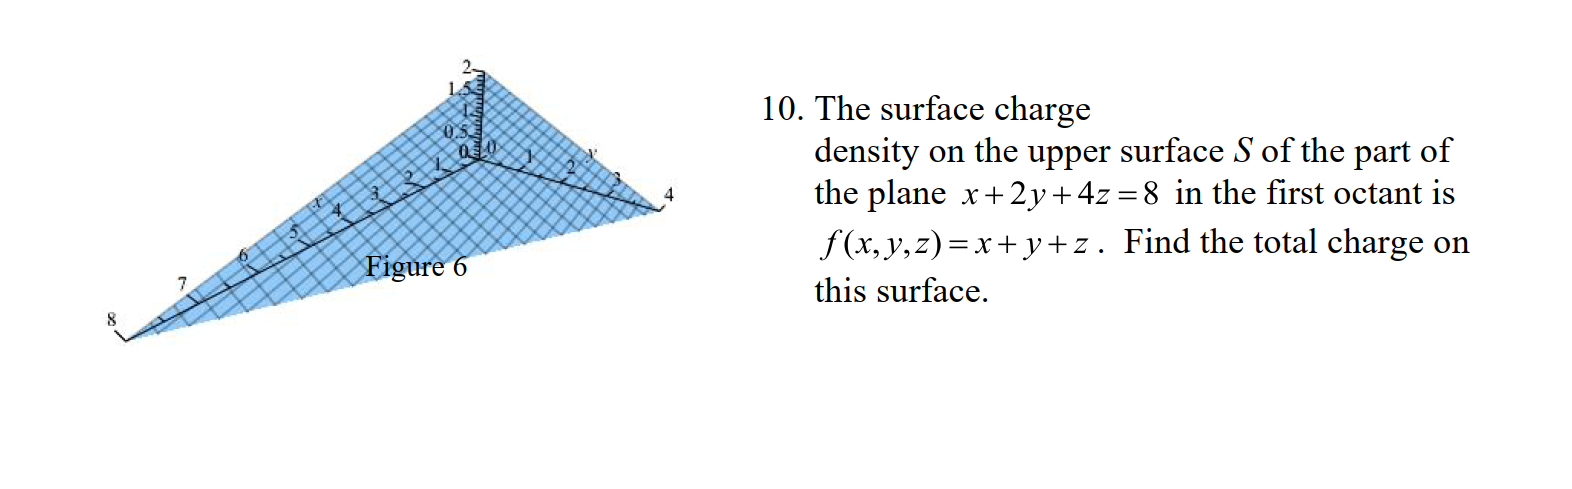 2
1.5
1
0.5
0 0
1 1
2 y
2
3 3
x 4 4
5
6
7
8
Figure 6
10. The surface charge
density on the upper surface S of the part of
the plane x+2y+4z=8 in the first octant is
f(x,y,z)=x+y+z. Find the total charge on
this surface.